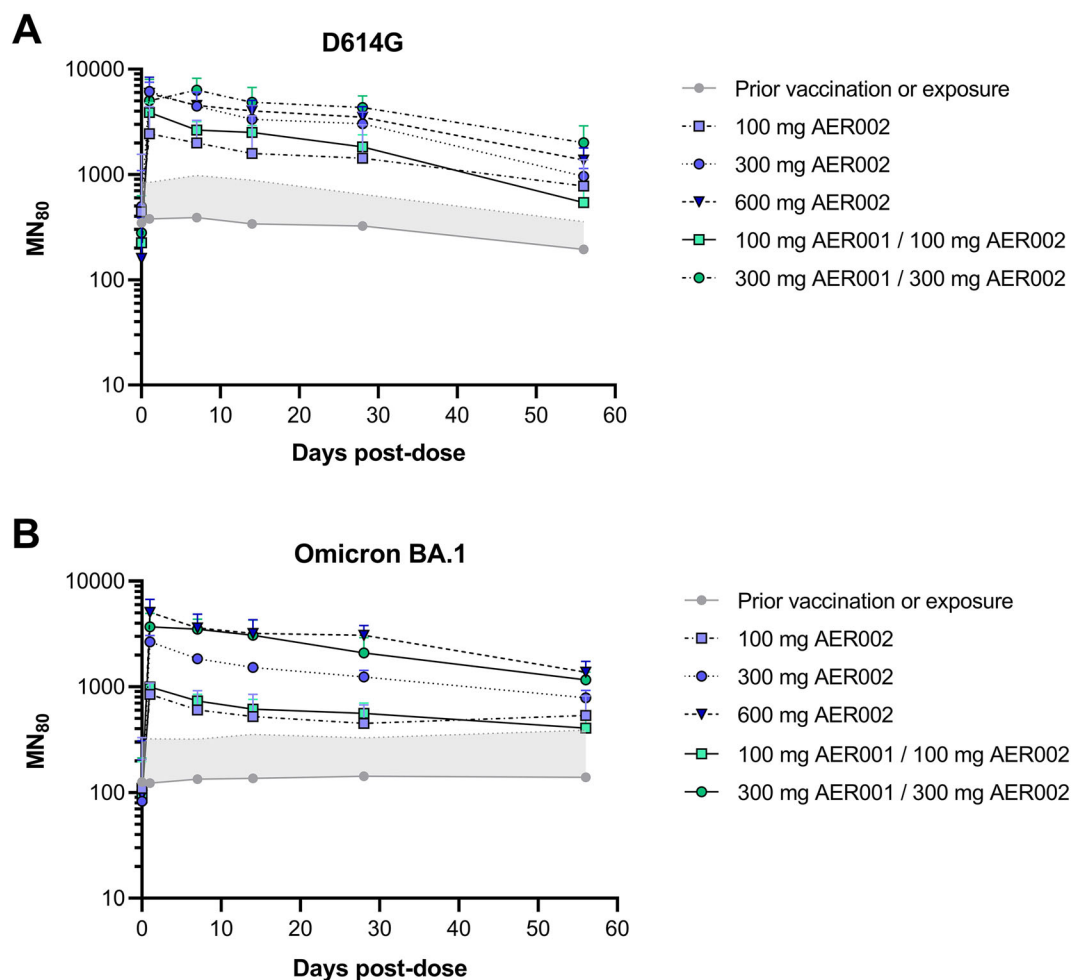 A
D614G
10000
1000
100
10
MN80
0 10 20 30 40 50 60
Days post-dose
Prior vaccination or exposure
100 mg AER002
300 mg AER002
600 mg AER002
100 mg AER001 / 100 mg AER002
300 mg AER001 / 300 mg AER002
B
Omicron BA.1
10000
1000
100
10
MN80
0 10 20 30 40 50 60
Days post-dose
Prior vaccination or exposure
100 mg AER002
300 mg AER002
600 mg AER002
100 mg AER001 / 100 mg AER002
300 mg AER001 / 300 mg AER002